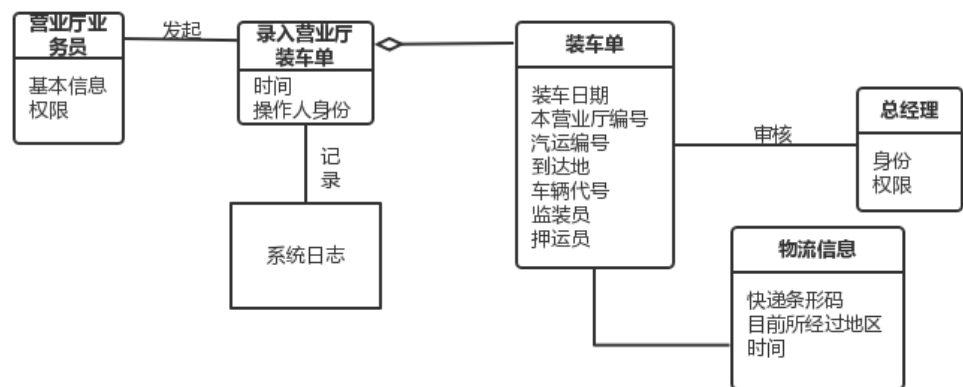 营业厅业
务员
基本信息
权限
发起
录入营业厅
装车单
时间
操作人身份
记
录
系统日志
装车单
装车日期
本营业厅编号
汽运编号
到达地
车辆代号
监装员
押运员
审核
总经理
身份
权限
物流信息
快递条形码
目前所经过地区
时间